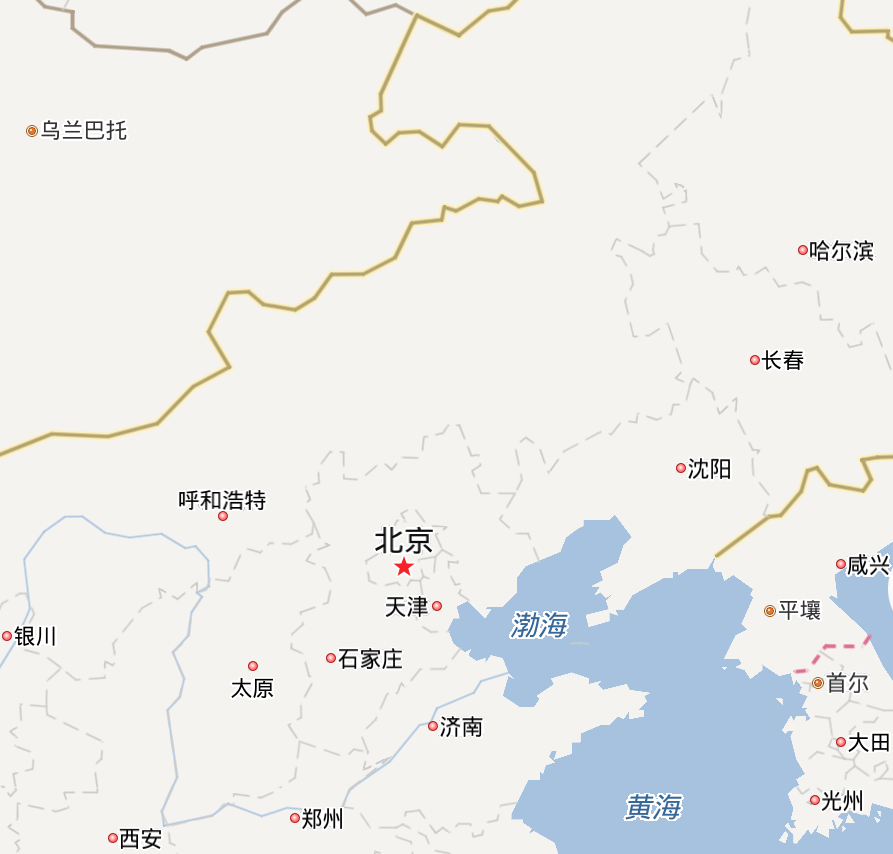 乌兰巴托
哈尔滨
长春
沈阳
呼和浩特
北京
咸兴
天津
平壤
渤海
银川
石家庄
太原
首尔
济南
大田
光州
黄海
郑州
西安